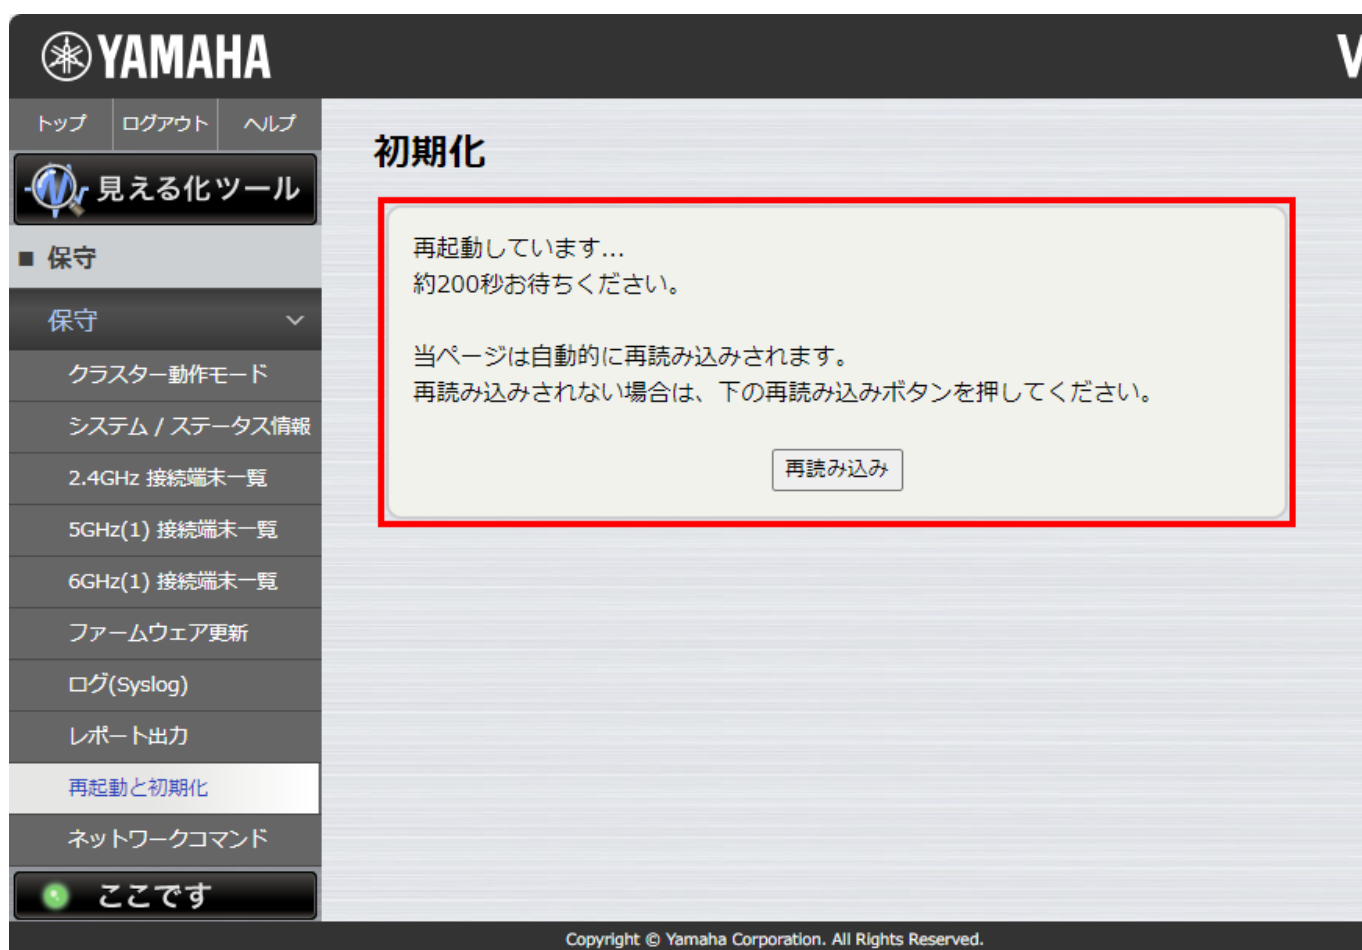 YAMAHA
トップ
ログアウト
ヘルプ
見える化ツール
保守
保守
クラスター動作モード
システム / ステータス情報
2.4GHz 接続端末一覧
5GHz(1) 接続端末一覧
6GHz(1) 接続端末一覧
ファームウェア更新
ログ(Syslog)
レポート出力
再起動と初期化
ネットワークコマンド
ここです
初期化
再起動しています...
約200秒お待ちください。
当ページは自動的に再読み込みされます。
再読み込みされない場合は、下の再読み込みボタンを押してください。
再読み込み
Copyright © Yamaha Corporation. All Rights Reserved.